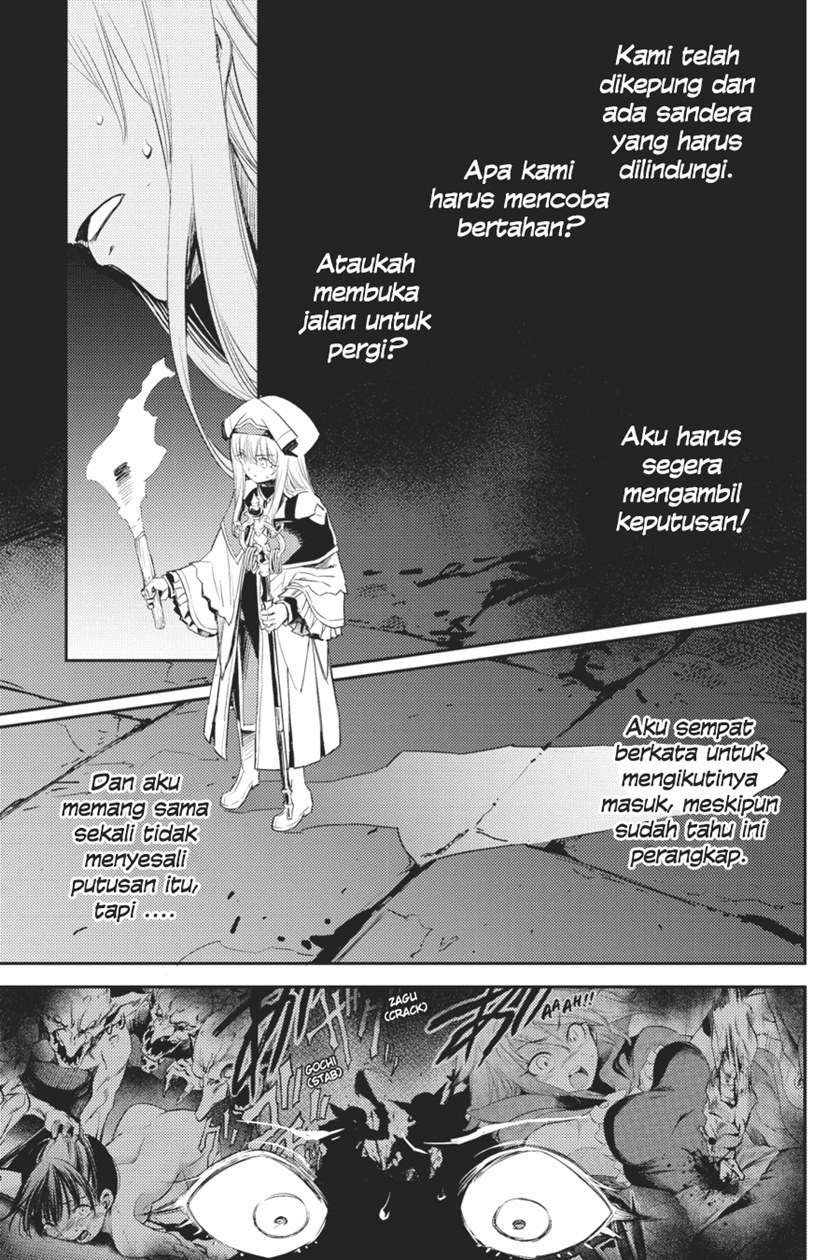 Kami telah
dikepung dan
ada sandera
yang harus
dilindungi.
Apa kami
harus mencoba
bertahan?
Ataukah
membuka
jalan untuk
pergi?
Aku harus
segera
mengambil
keputusan!
Aku sempat
berkata untuk
mengikutinya
masuk, meskipun
sudah tahu ini
perangkap.
Dan aku
memang sama
sekali tidak
menyesali
putusan itu,
tapi ....
AAAH!!
ZAGU
(CRACK)
GOCHI
(STAB)